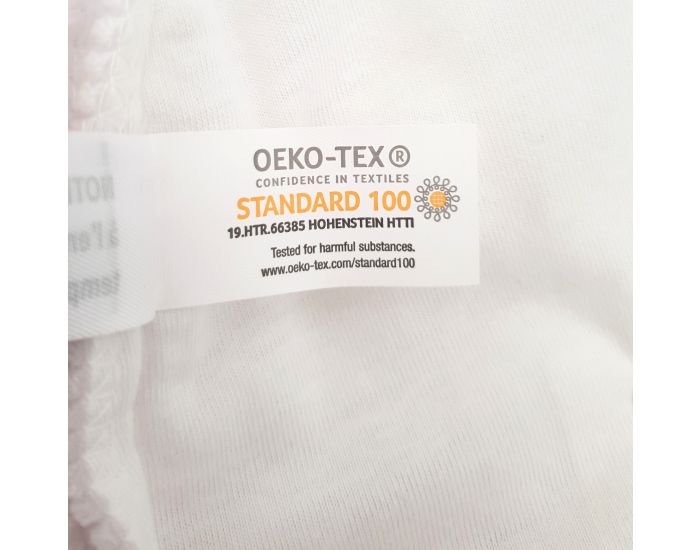 OEKO-TEX®
CONFIDENCE IN TEXTILES
STANDARD 100
19.HTR.66385 HOHENSTEIN HTTI
Tested for harmful substances.
www.oeko-tex.com/standard100